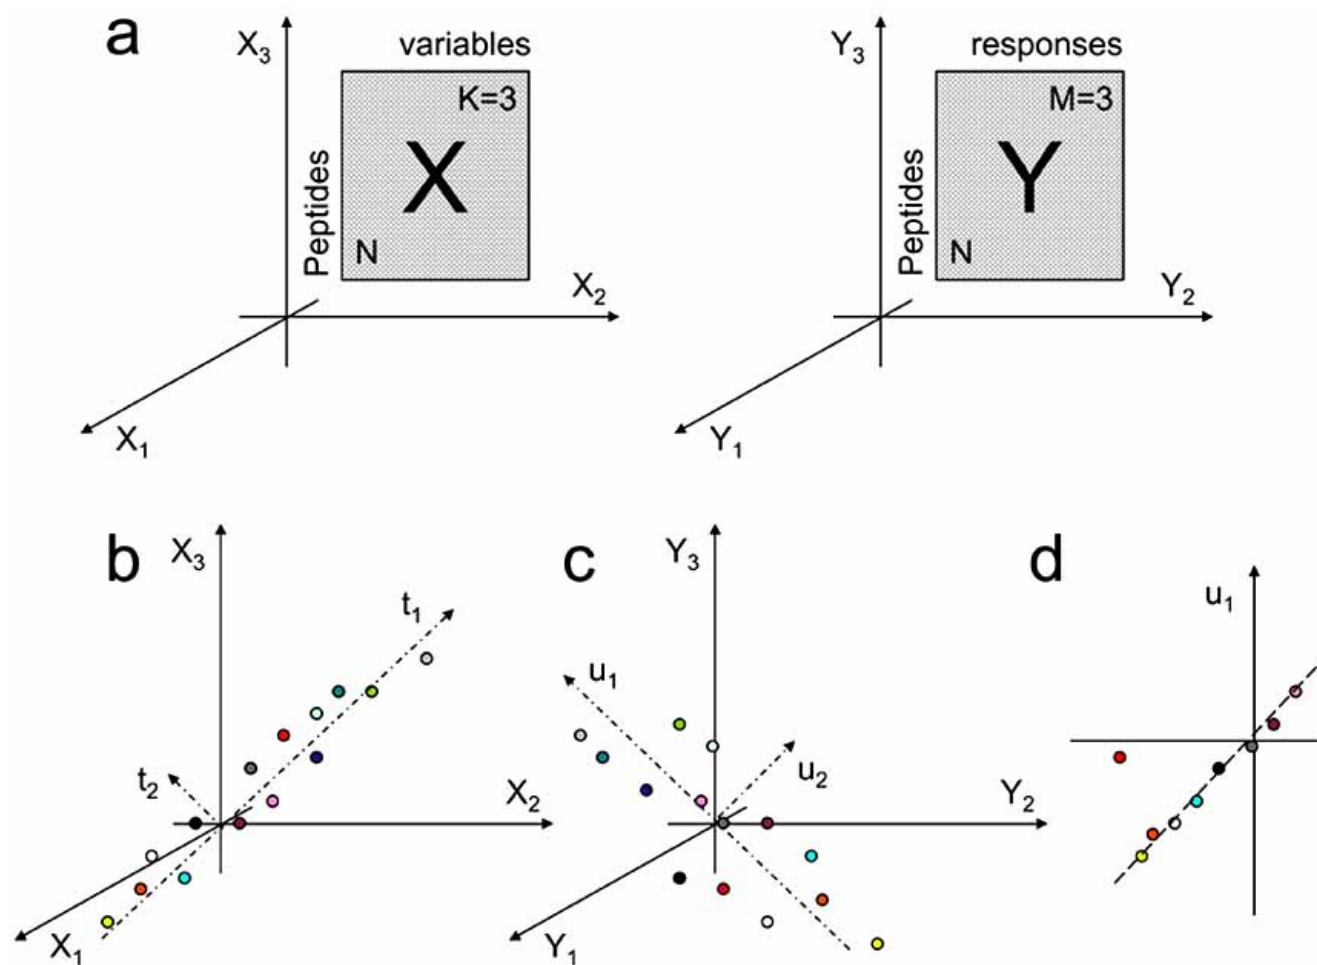 a
X₃
variables
K=3
X
Peptides
N
X₂
X₁
Y₃
responses
M=3
Y
Peptides
N
Y₂
Y₁
b
X₃
t₁
t₂
X₂
X₁
c
Y₃
u₁
u₂
Y₂
Y₁
d
u₁